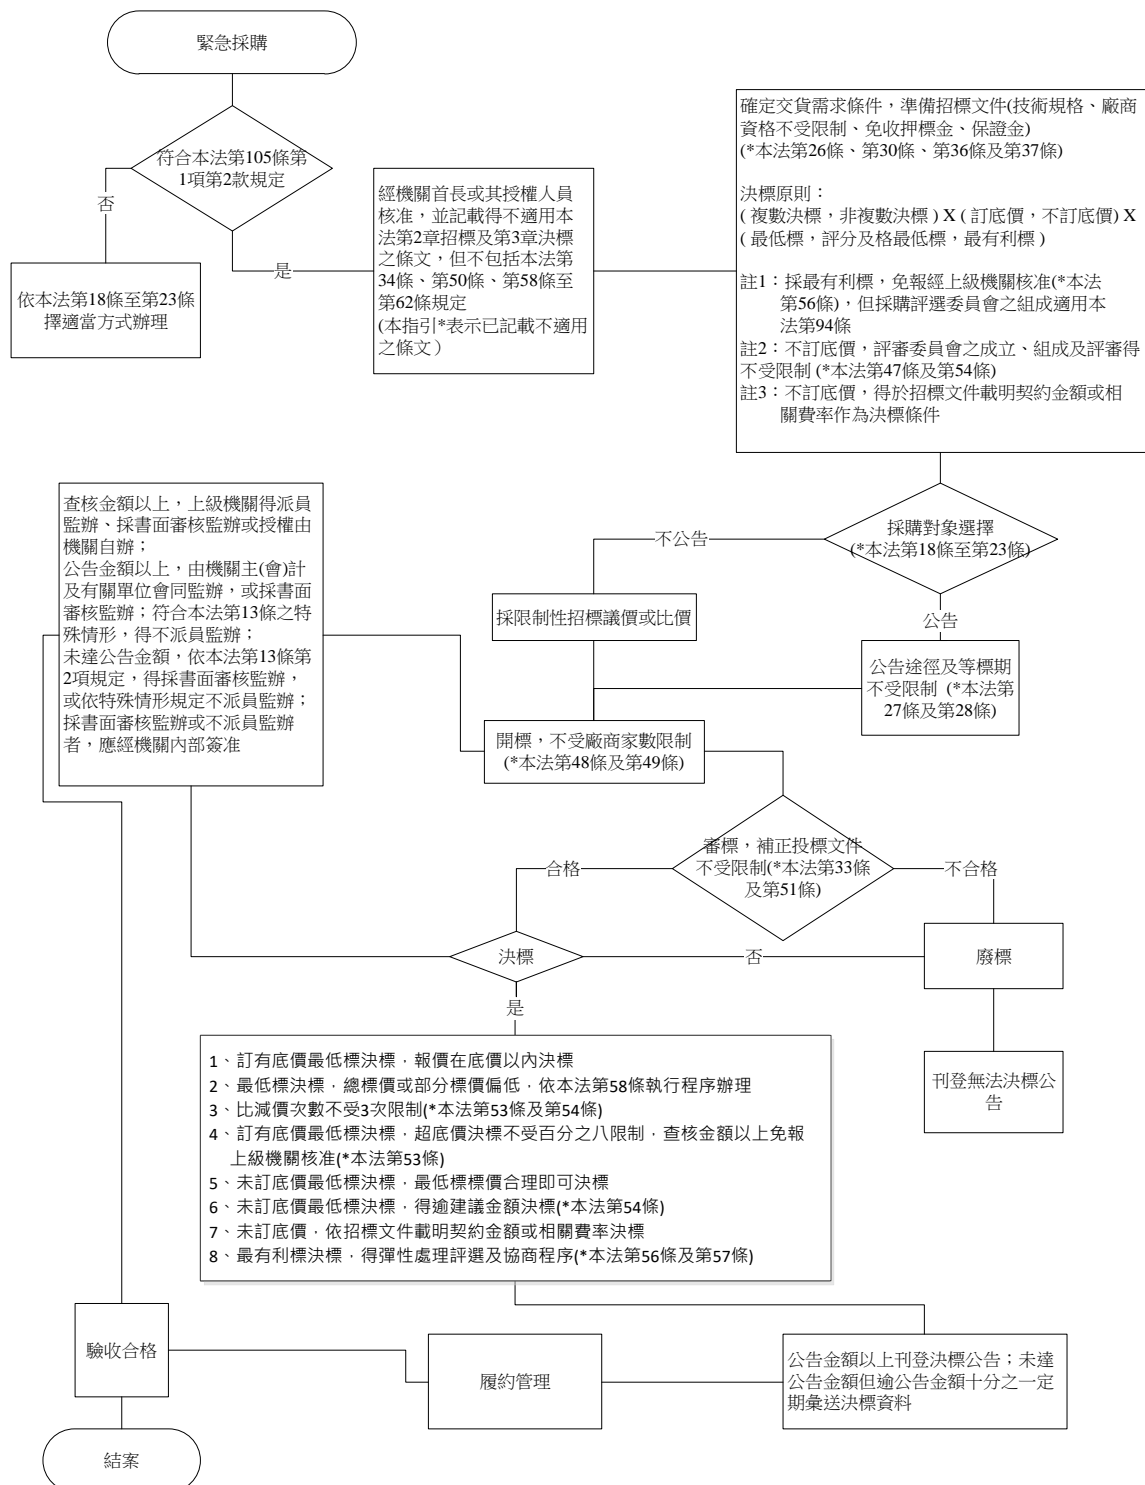 緊急採購
符合本法第105條第
1項第2款規定
否
是
依本法第18條至第23條
擇適當方式辦理
經機關首長或其授權人員
核准，並記載得不適用本
法第2章招標及第3章決標
之條文，但不包括本法第
34條、第50條、第58條至
第62條規定
(本指引*表示已記載不適用
之條文）
確定交貨需求條件，準備招標文件(技術規格、廠商
資格不受限制、免收押標金、保證金)
(*本法第26條、第30條、第36條及第37條)
決標原則：
( 複數決標，非複數決標 ) X ( 訂底價，不訂底價) X
( 最低標，評分及格最低標，最有利標 )
註1：採最有利標，免報經上級機關核准(*本法
第56條)，但採購評選委員會之組成適用本
法第94條
註2：不訂底價，評審委員會之成立、組成及評審得
不受限制 (*本法第47條及第54條)
註3：不訂底價，得於招標文件載明契約金額或相
關費率作為決標條件
採購對象選擇
(*本法第18條至第23條)
不公告
公告
採限制性招標議價或比價
公告途徑及等標期
不受限制 (*本法第
27條及第28條)
開標，不受廠商家數限制
(*本法第48條及第49條)
查核金額以上，上級機關得派員
監辦、採書面審核監辦或授權由
機關自辦；
公告金額以上，由機關主(會)計
及有關單位會同監辦，或採書面
審核監辦；符合本法第13條之特
殊情形，得不派員監辦；
未達公告金額，依本法第13條第
2項規定，得採書面審核監辦，
或依特殊情形規定不派員監辦；
採書面審核監辦或不派員監辦
者，應經機關內部簽准
審標，補正投標文件
不受限制(*本法第33條
及第51條)
合格
不合格
決標
否
廢標
是
刊登無法決標公
告
1、訂有底價最低標決標，報價在底價以內決標
2、最低標決標，總標價或部分標價偏低，依本法第58條執行程序辦理
3、比減價次數不受3次限制(*本法第53條及第54條)
4、訂有底價最低標決標，超底價決標不受百分之八限制，查核金額以上免報
上級機關核准(*本法第53條)
5、未訂底價最低標決標，最低標標價合理即可決標
6、未訂底價最低標決標，得逾建議金額決標(*本法第54條)
7、未訂底價，依招標文件載明契約金額或相關費率決標
8、最有利標決標，得彈性處理評選及協商程序(*本法第56條及第57條)
公告金額以上刊登決標公告；未達
公告金額但逾公告金額十分之一定
期彙送決標資料
履約管理
驗收合格
結案